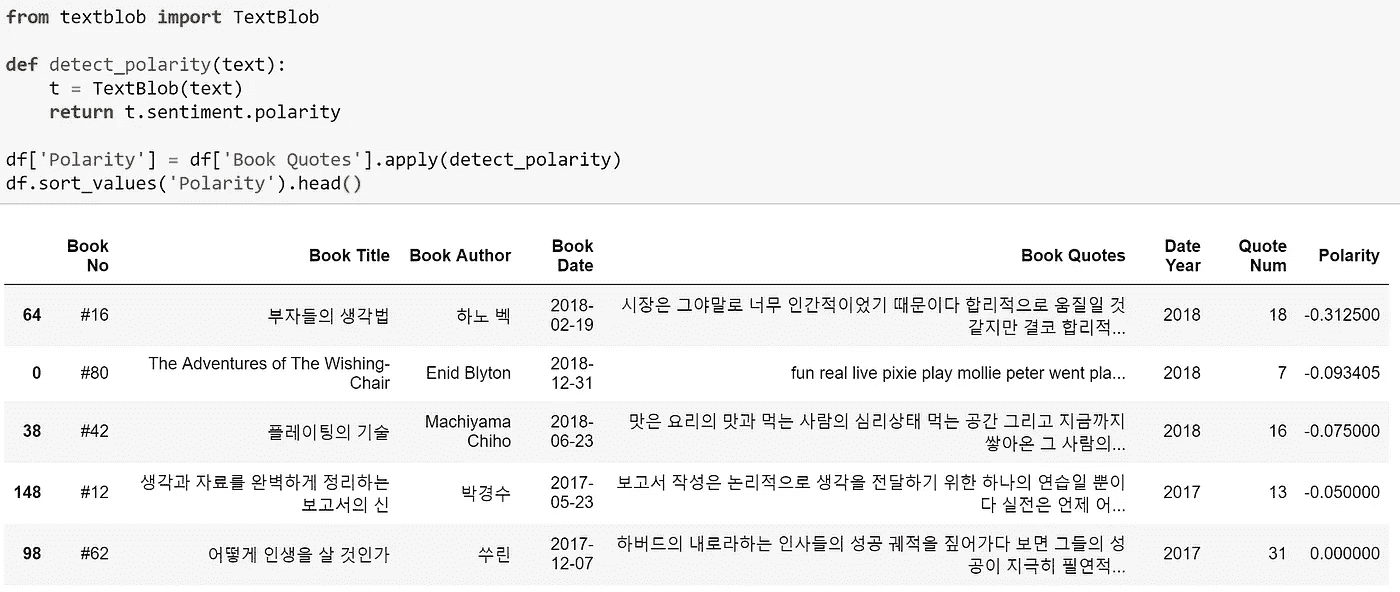 from textblob import TextBlob
def detect_polarity(text):
    t = TextBlob(text)
    return t.sentiment.polarity
df['Polarity'] = df['Book Quotes'].apply(detect_polarity)
df.sort_values('Polarity').head()
Book No Book Title Book Author Book Date Book Quotes Date Year Quote Num Polarity
64 #16 부자들의 생각법 하노 벡 2018-02-19 시장은 그야말로 너무 인간적이었기 때문이다 합리적으로 움질일 것 같지만 결코 합리적... 2018 18 -0.312500
0 #80 The Adventures of The Wishing-Chair Enid Blyton 2018-12-31 fun real live pixie play mollie peter went pla... 2018 7 -0.093405
38 #42 플레이팅의 기술 Machiyama Chiho 2018-06-23 맛은 요리의 맛과 먹는 사람의 심리상태 먹는 공간 그리고 지금까지 쌓아온 그 사람의... 2018 16 -0.075000
148 #12 생각과 자료를 완벽하게 정리하는 보고서의 신 박경수 2017-05-23 보고서 작성은 논리적으로 생각을 전달하기 위한 하나의 연습일 뿐이다 실전은 언제 어... 2017 13 -0.050000
98 #62 어떻게 인생을 살 것인가 쑤린 2017-12-07 하버드의 내로라하는 인사들의 성공 궤적을 짚어가다 보면 그들의 성공이 지극히 필연적... 2017 31 0.000000